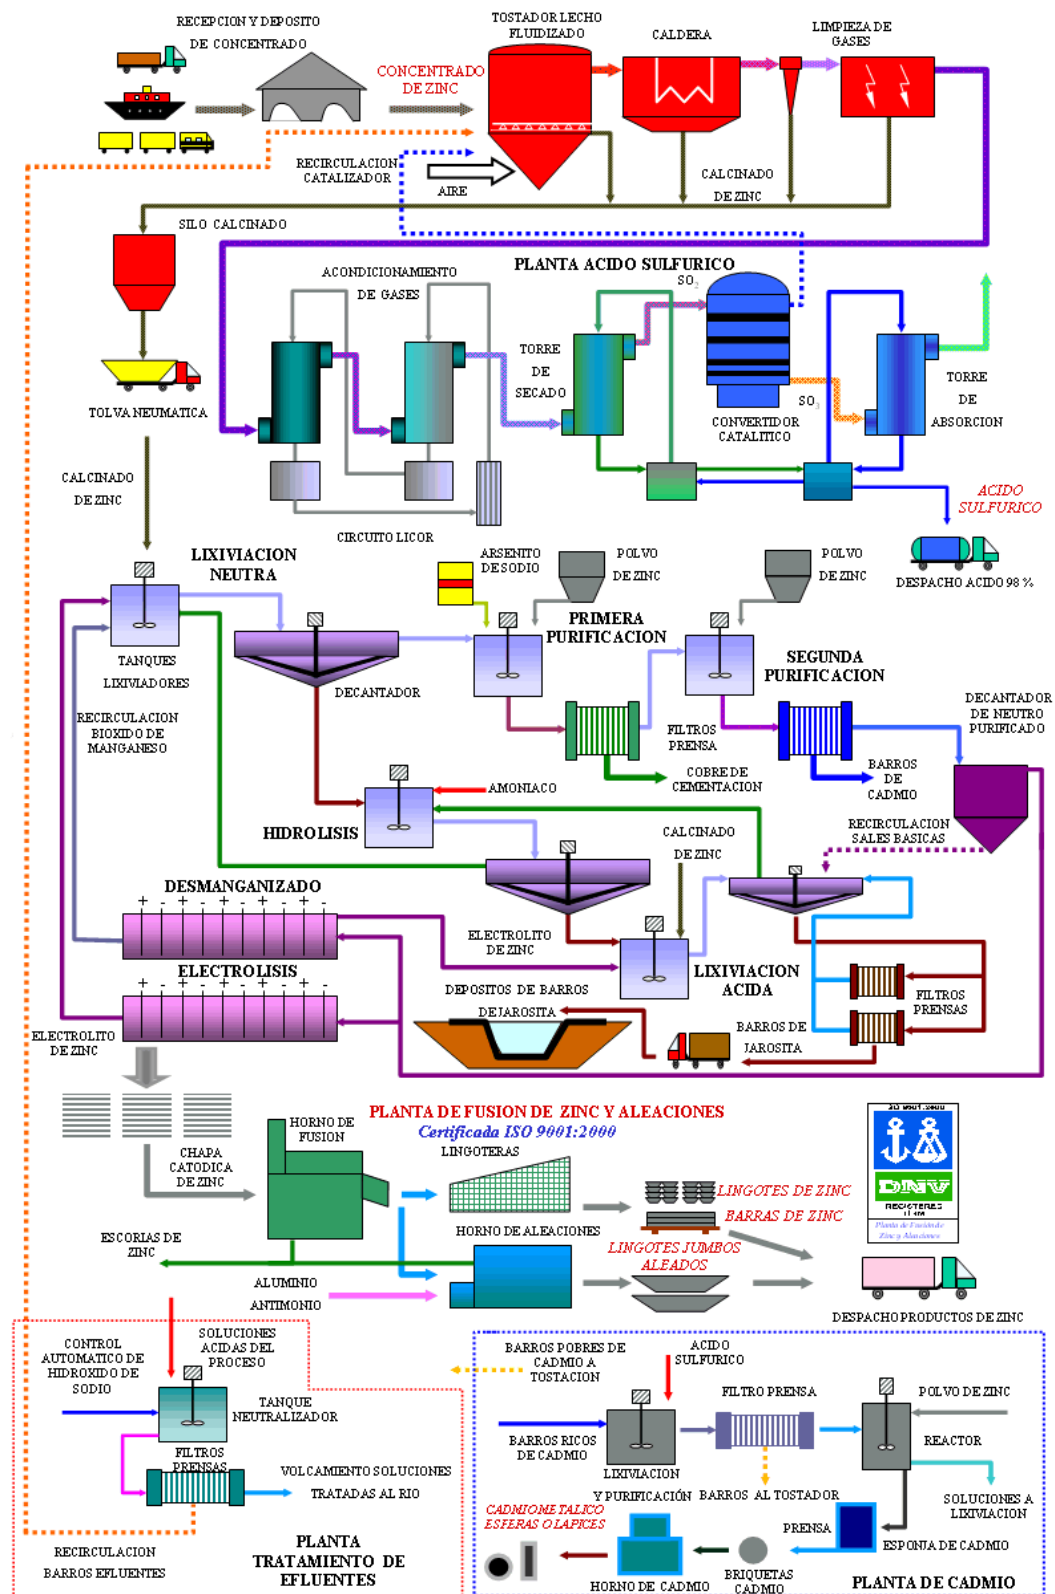 RECEPCION Y DEPOSITO
DE CONCENTRADO
TOSTADOR LECHO
FLUIDIZADO
CALDERA
LIMPIEZA DE
GASES
CONCENTRADO
DE ZINC
RECIRCULACION
CATALIZADOR
AIRE
CALCINADO
DE ZINC
SILO CALCINADO
PLANTA ACIDO SULFURICO
ACONDICIONAMIENTO
DE GASES
SO2
TORRE
DE
SECADO
SO3
CONVERTIDOR
CATALITICO
TORRE
DE
ABSORCION
TOLVA NEUMATICA
CALCINADO
DE ZINC
CIRCUITO LICOR
ACIDO
SULFURICO
DESPACHO ACIDO 98 %
LIXIVIACION
NEUTRA
ARSENITO
DE SODIO
POLVO
DE ZINC
POLVO
DE ZINC
PRIMERA
PURIFICACION
SEGUNDA
PURIFICACION
TANQUES
LIXIVIADORES
DECANTADOR
DECANTADOR
DE NEUTRO
PURIFICADO
RECIRCULACION
BIOXIDO DE
MANGANESO
FILTROS
PRENSA
COBRE DE
CEMENTACION
BARROS
DE
CADMIO
AMONIACO
HIDROLISIS
CALCINADO
DE ZINC
RECIRCULACION
SALES BASICAS
DESMANGANIZADO
+ - + - + - + - + -
ELECTROLITO
DE ZINC
LIXIVIACION
ACIDA
ELECTROLISIS
+ - + - + - + - + -
DEPOSITOS DE BARROS
DE JAROSITA
FILTROS
PRENSAS
BARROS DE
JAROSITA
ELECTROLITO
DE ZINC
PLANTA DE FUSION DE ZINC Y ALEACIONES
Certificada ISO 9001:2000
HORNO DE
FUSION
LINGOTERAS
CHAPA
CATODICA
DE ZINC
LINGOTES DE ZINC
BARRAS DE ZINC
ISO 9001:2000
DNV
REGISTERED
FIRM
Planta de Fusión de
Zinc y Aleaciones
HORNO DE ALEACIONES
ESCORIAS DE
ZINC
LINGOTES JUMBOS
ALEADOS
ALUMINIO
ANTIMONIO
DESPACHO PRODUCTOS DE ZINC
CONTROL
AUTOMATICO DE
HIDROXIDO DE
SODIO
SOLUCIONES
ACIDAS DEL
PROCESO
TANQUE
NEUTRALIZADOR
FILTROS
PRENSAS
VOLCAMIENTO SOLUCIONES
TRATADAS AL RIO
RECIRCULACION
BARROS EFLUENTES
PLANTA
TRATAMIENTO DE
EFLUENTES
BARROS POBRES DE
CADMIO A
TOSTACION
ACIDO
SULFURICO
FILTRO PRENSA
POLVO DE ZINC
BARROS RICOS
DE CADMIO
REACTOR
LIXIVIACION
Y PURIFICACIÓN
BARROS AL TOSTADOR
SOLUCIONES A
LIXIVIACION
CADMIO METALICO
ESFERAS O LAPICES
PRENSA
ESPONJA DE CADMIO
HORNO DE CADMIO
BRIQUETAS
CADMIO
PLANTA DE CADMIO